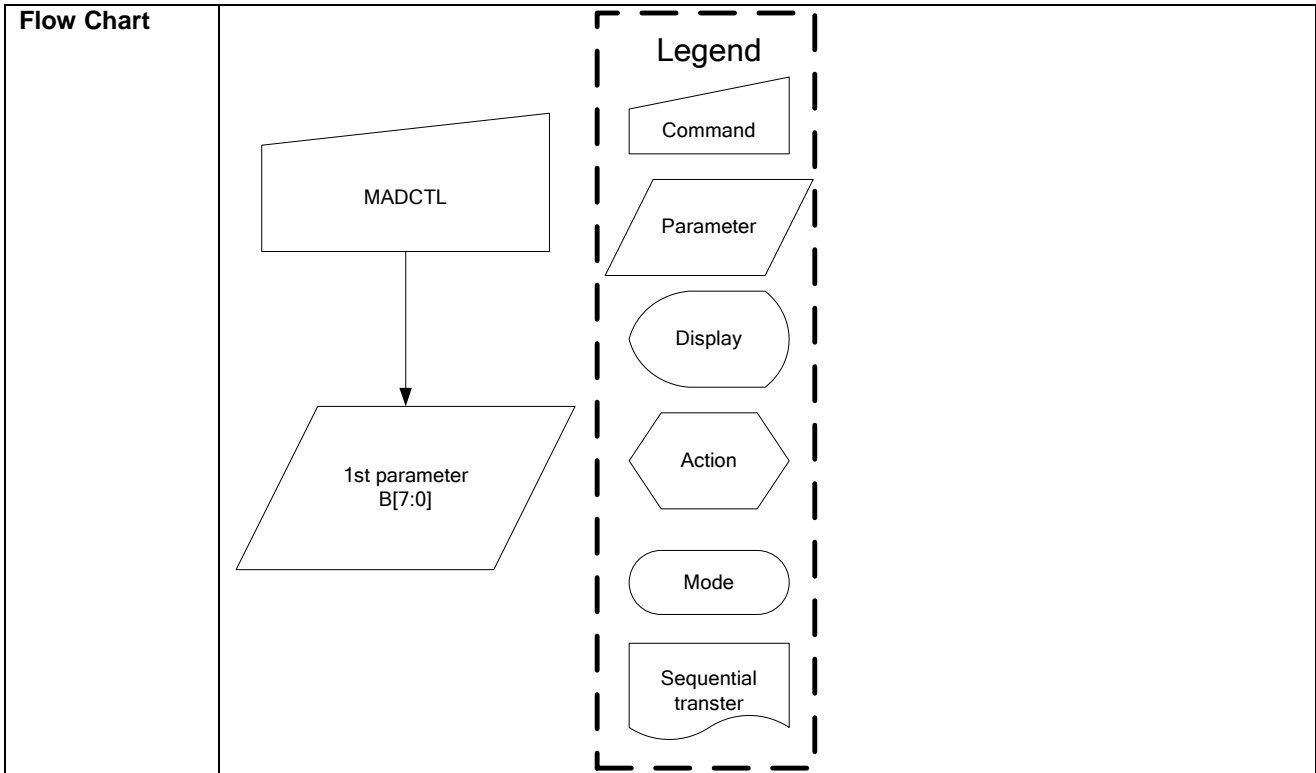 Flow Chart
MADCTL
1st parameter
B[7:0]
Legend
Command
Parameter
Display
Action
Mode
Sequential
transter